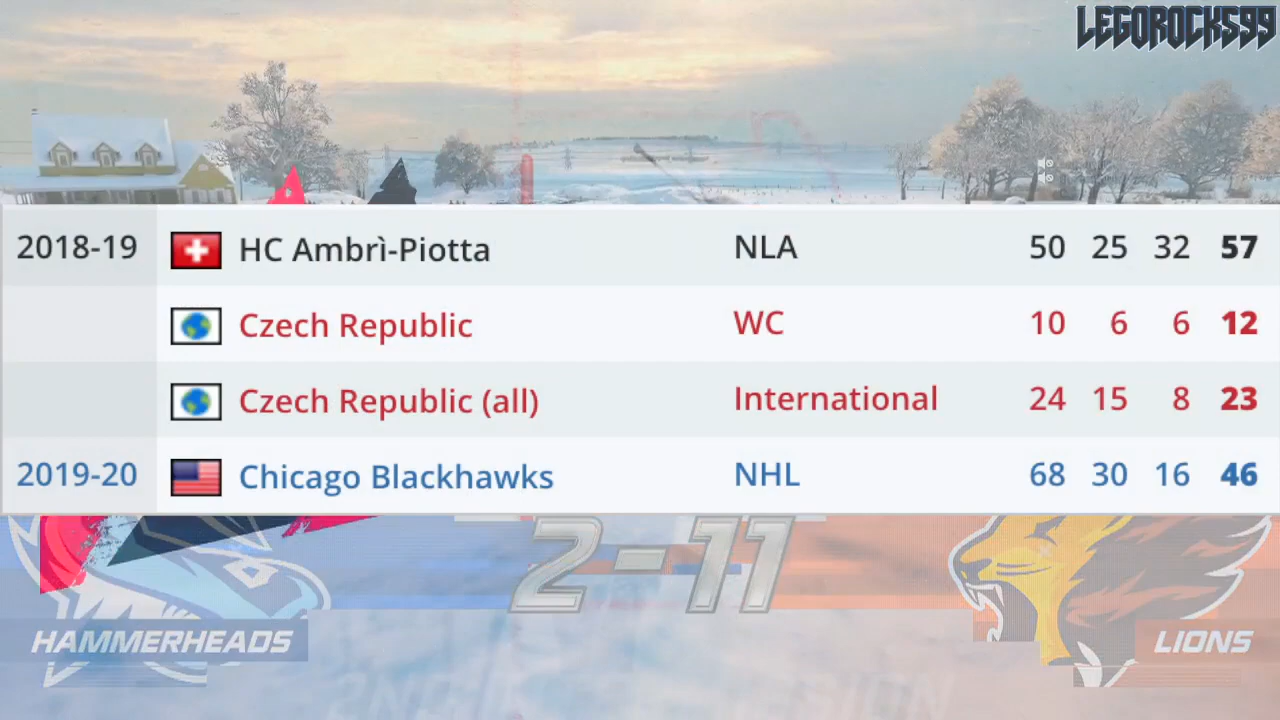 LEGOROCKS99
2018-19 HC Ambrì-Piotta NLA 50 25 32 57
Czech Republic WC 10 6 6 12
Czech Republic (all) International 24 15 8 23
2019-20 Chicago Blackhawks NHL 68 30 16 46
2-11
HAMMERHEADS LIONS